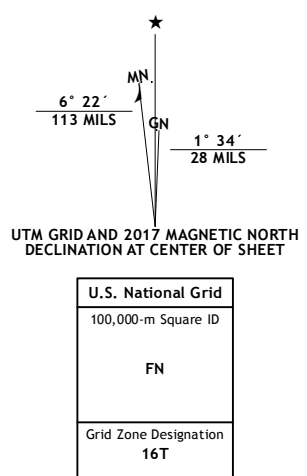 ★
MN
6° 22´
113 MILS
GN
1° 34´
28 MILS
UTM GRID AND 2017 MAGNETIC NORTH
DECLINATION AT CENTER OF SHEET
U.S. National Grid
100,000-m Square ID
FN
Grid Zone Designation
16T